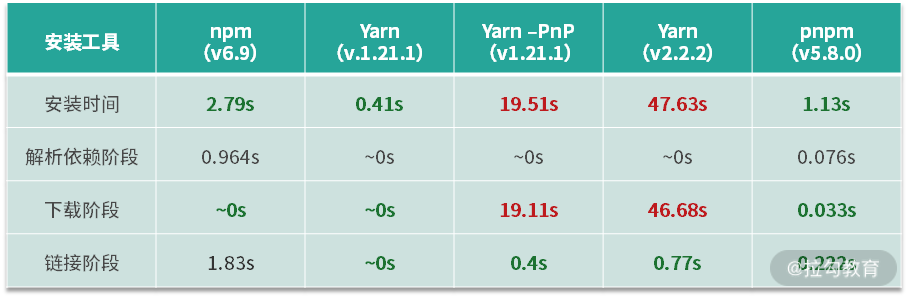 安装工具 npm (v6.9) Yarn (v.1.21.1) Yarn –PnP (v1.21.1) Yarn (v2.2.2) pnpm (v5.8.0)
安装时间 2.79s 0.41s 19.51s 47.63s 1.13s
解析依赖阶段 0.964s ~0s ~0s ~0s 0.076s
下载阶段 ~0s ~0s 19.11s 46.68s 0.033s
链接阶段 1.83s ~0s 0.4s 0.77s 0.222s
@拉勾教育